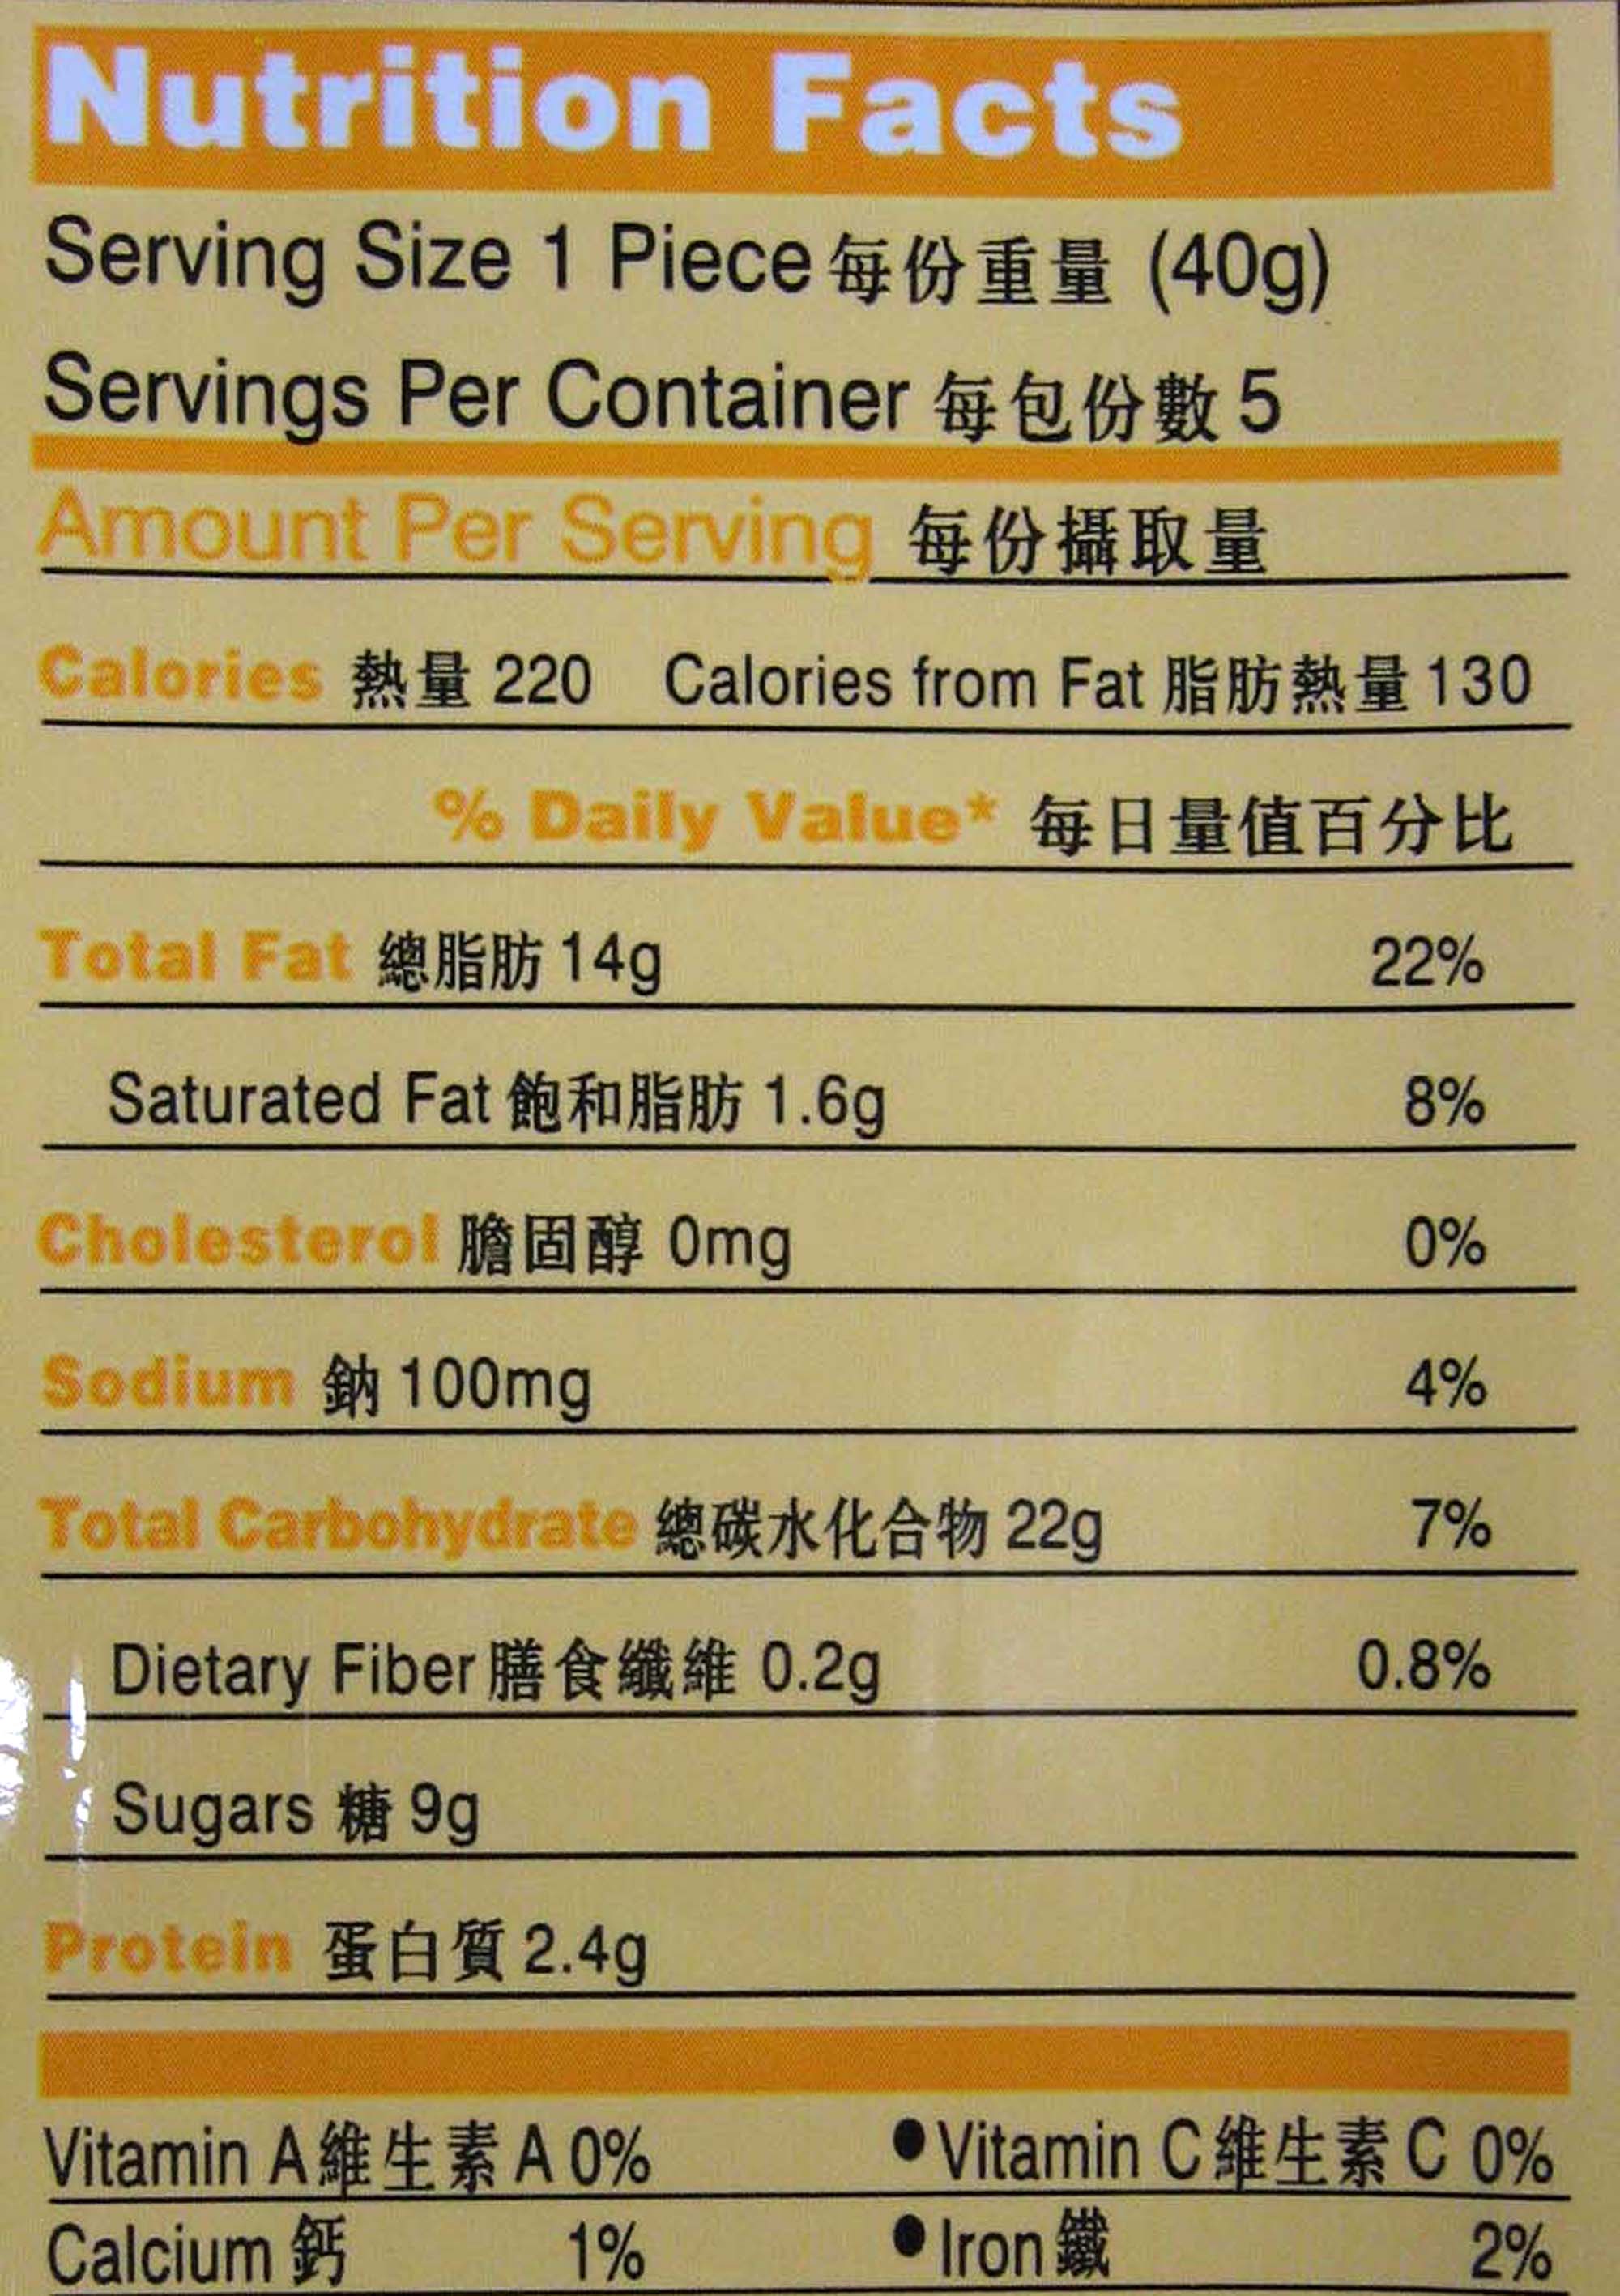 Nutrition Facts
Serving Size 1 Piece 每份重量 (40g)
Servings Per Container 每包份數 5
Amount Per Serving 每份攝取量
Calories 熱量 220 Calories from Fat 脂肪熱量 130
% Daily Value* 每日量值百分比
Total Fat 總脂肪 14g 22%
Saturated Fat 飽和脂肪 1.6g 8%
Cholesterol 膽固醇 0mg 0%
Sodium 鈉 100mg 4%
Total Carbohydrate 總碳水化合物 22g 7%
Dietary Fiber 膳食纖維 0.2g 0.8%
Sugars 糖 9g
Protein 蛋白質 2.4g
Vitamin A 維生素 A 0% ●Vitamin C 維生素 C 0%
Calcium 鈣 1% ●Iron 鐵 2%